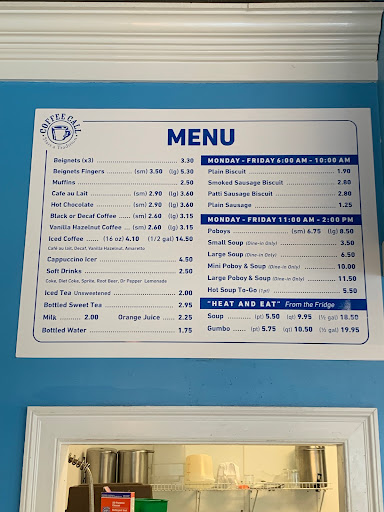 COFFEE CALL
MENU
Beignets (x3) 3.30
Beignets Fingers (sm) 3.50 (lg) 5.30
Muffins 2.50
Cafe au Lait (sm) 2.90 (lg) 3.60
Hot Chocolate (sm) 2.90 (lg) 3.60
Black or Decaf Coffee (sm) 2.60 (lg) 3.15
Vanilla Hazelnut Coffee (sm) 2.60 (lg) 3.15
Iced Coffee (16 oz) 4.10 (1/2 gal) 14.50
Café au lait, Decaf, Vanilla Hazelnut, Amaretto
Cappuccino Icer 4.50
Soft Drinks 2.50
Coke, Diet Coke, Sprite, Root Beer, Dr Pepper Lemonade
Iced Tea Unsweetened 2.00
Bottled Sweet Tea 2.95
Milk 2.00 Orange Juice 2.25
Bottled Water 1.75
MONDAY - FRIDAY 6:00 AM - 10:00 AM
Plain Biscuit 1.90
Smoked Sausage Biscuit 2.80
Patti Sausage Biscuit 2.80
Plain Sausage 1.25
MONDAY - FRIDAY 11:00 AM - 2:00 PM
Poboys (sm) 6.75 (lg) 8.50
Small Soup (Dine-in Only) 3.50
Large Soup (Dine-in Only) 6.50
Mini Poboy & Soup (Dine-in Only) 10.00
Large Poboy & Soup (Dine-in Only) 11.50
Hot Soup To-Go (1pt) 5.50
"HEAT AND EAT" From the Fridge
Soup (pt) 5.50 (qt) 9.95 (½ gal) 18.50
Gumbo (pt) 5.75 (qt) 10.50 (½ gal) 19.95